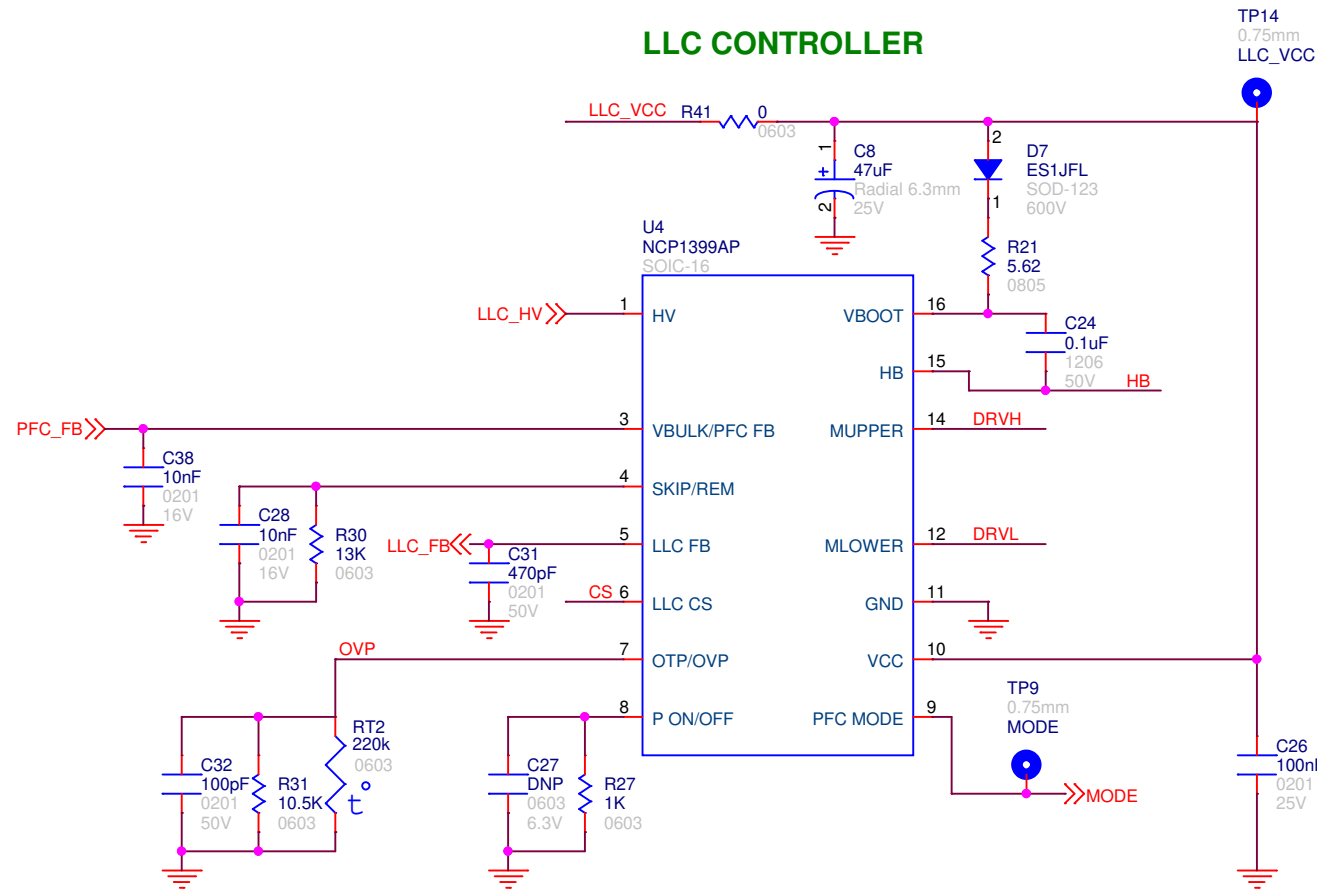 TP14
0.75mm
LLC_VCC
LLC CONTROLLER
LLC_VCC
R41
0
0603
1
C8
47uF
Radial 6.3mm
25V
+
2
2
D7
ES1JFL
SOD-123
600V
1
R21
5.62
0805
U4
NCP1399AP
SOIC-16
LLC_HV
1
HV
VBOOT
16
C24
0.1uF
1206
50V
HB
15
HB
PFC_FB
3
VBULK/PFC FB
MUPPER
14
DRVH
C38
10nF
0201
16V
4
SKIP/REM
C28
10nF
0201
16V
R30
13K
0603
LLC_FB
5
LLC FB
MLOWER
12
DRVL
C31
470pF
0201
50V
CS
6
LLC CS
GND
11
OVP
7
OTP/OVP
VCC
10
8
P ON/OFF
PFC MODE
9
TP9
0.75mm
MODE
MODE
RT2
220k
0603
t°
C32
100pF
0201
50V
R31
10.5K
0603
C27
DNP
0603
6.3V
R27
1K
0603
C26
100n
0201
25V